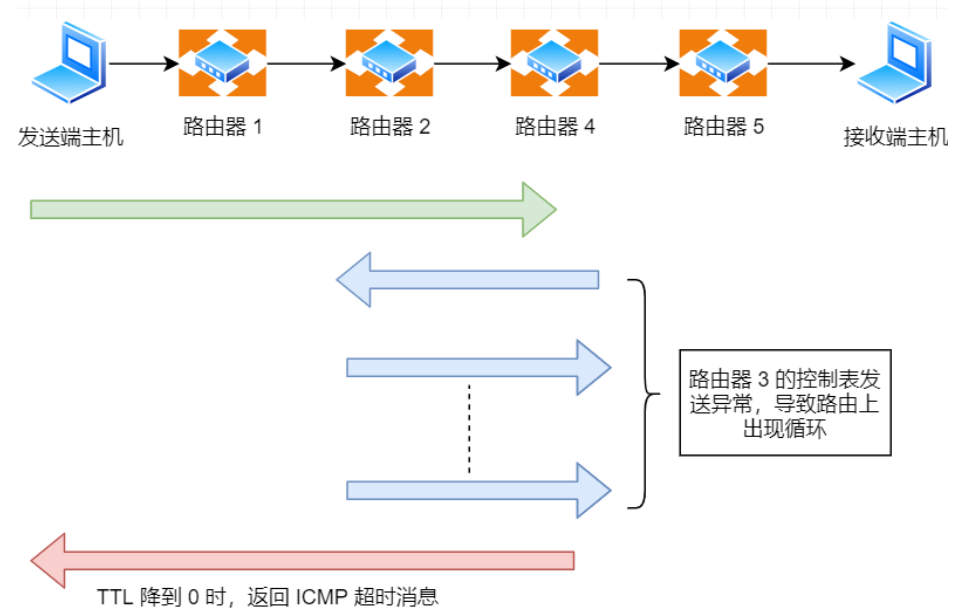 发送端主机
路由器 1
路由器 2
路由器 4
路由器 5
接收端主机
路由器 3 的控制表发
送异常，导致路由上
出现循环
TTL 降到 0 时，返回 ICMP 超时消息